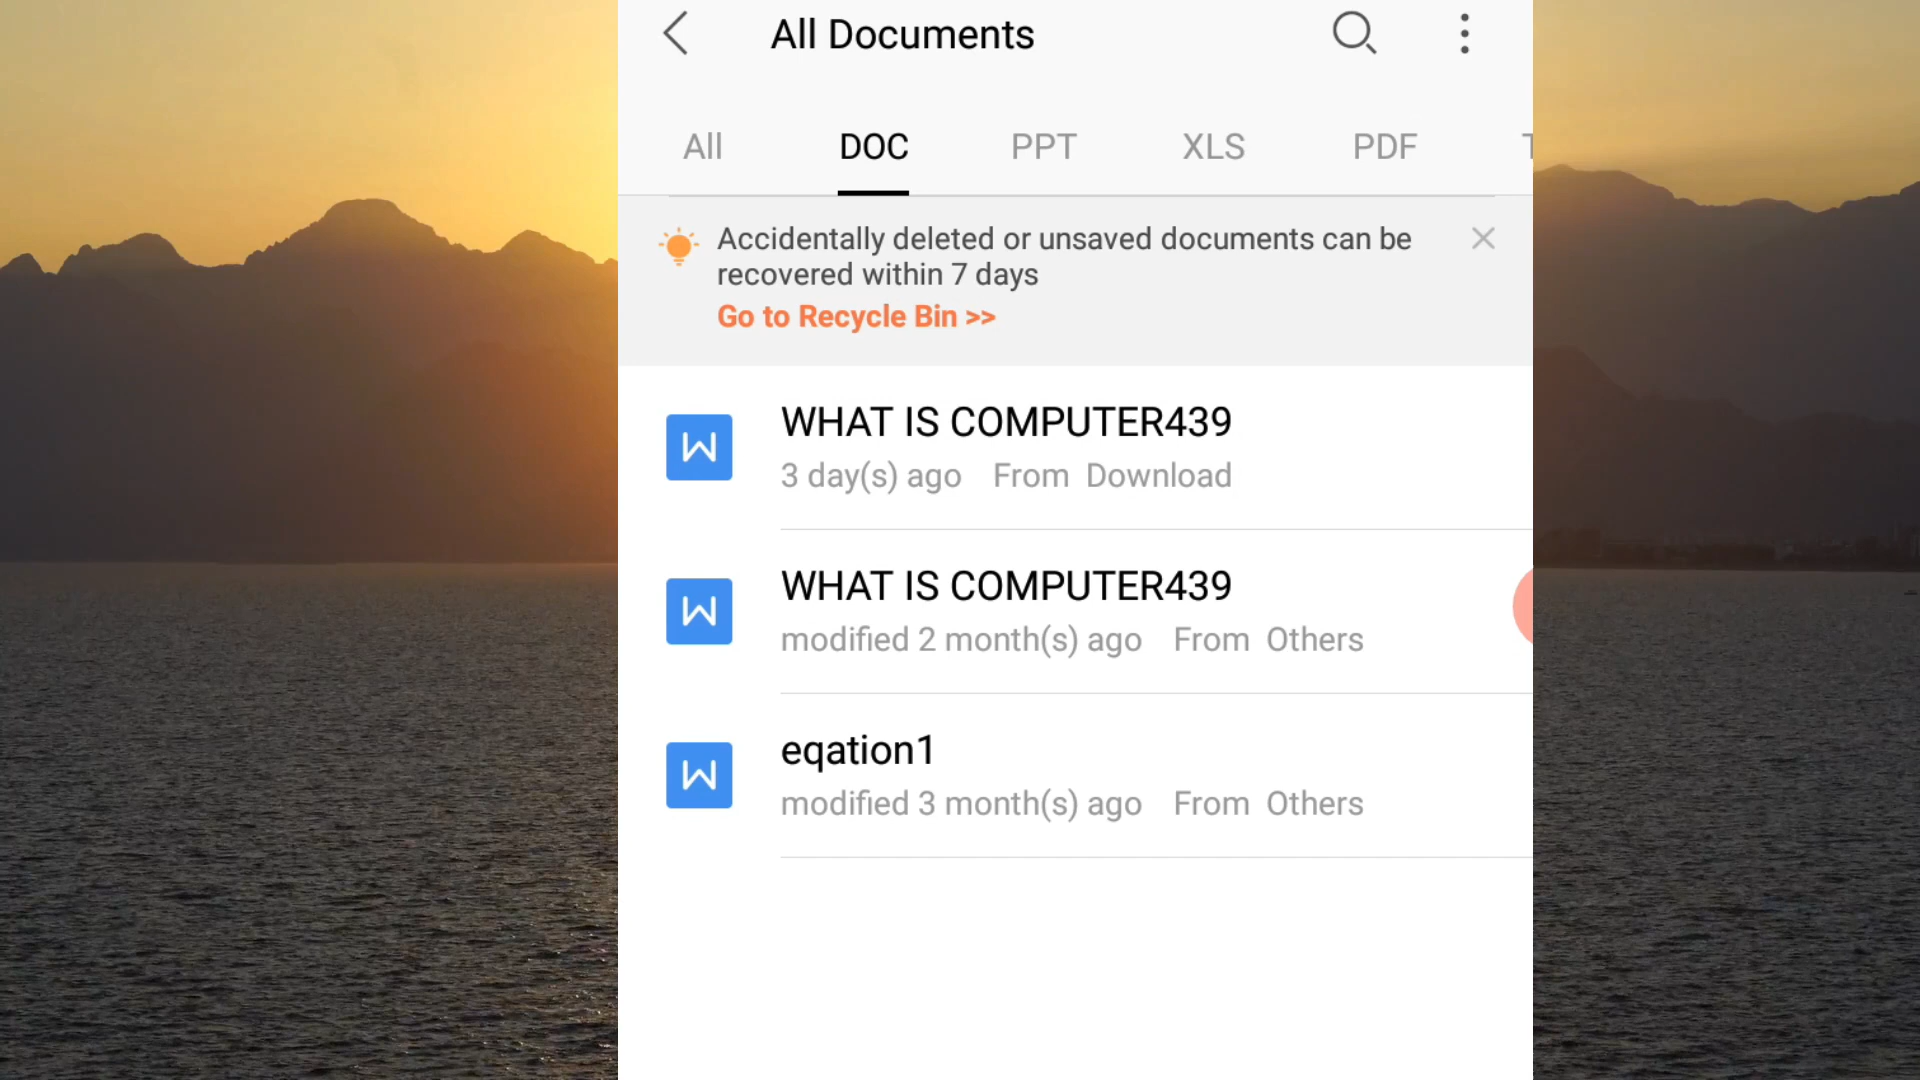 All Documents
All DOC PPT XLS PDF T
Accidentally deleted or unsaved documents can be
recovered within 7 days
Go to Recycle Bin >>
WHAT IS COMPUTER439
3 day(s) ago From Download
WHAT IS COMPUTER439
modified 2 month(s) ago From Others
eqation1
modified 3 month(s) ago From Others